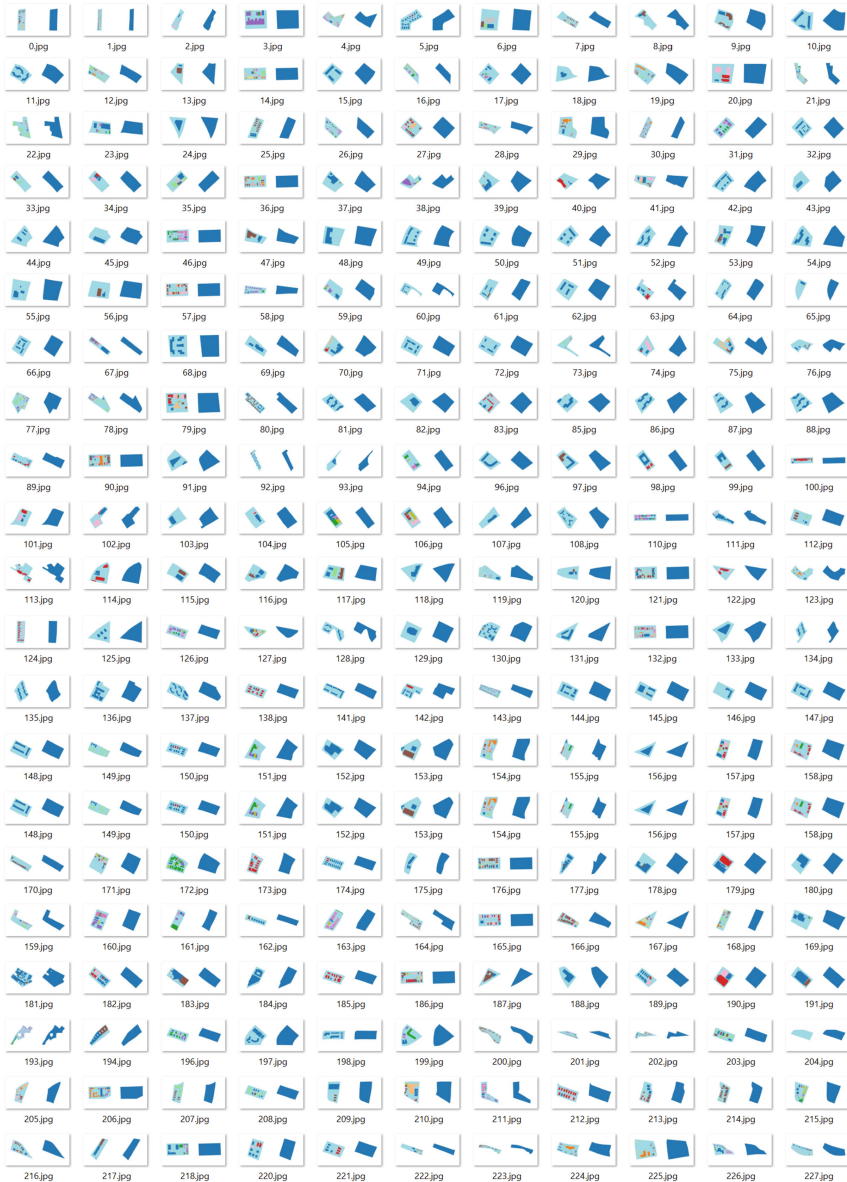 0.jpg 1.jpg 2.jpg 3.jpg 4.jpg 5.jpg 6.jpg 7.jpg 8.jpg 9.jpg 10.jpg
11.jpg 12.jpg 13.jpg 14.jpg 15.jpg 16.jpg 17.jpg 18.jpg 19.jpg 20.jpg 21.jpg
22.jpg 23.jpg 24.jpg 25.jpg 26.jpg 27.jpg 28.jpg 29.jpg 30.jpg 31.jpg 32.jpg
33.jpg 34.jpg 35.jpg 36.jpg 37.jpg 38.jpg 39.jpg 40.jpg 41.jpg 42.jpg 43.jpg
44.jpg 45.jpg 46.jpg 47.jpg 48.jpg 49.jpg 50.jpg 51.jpg 52.jpg 53.jpg 54.jpg
55.jpg 56.jpg 57.jpg 58.jpg 59.jpg 60.jpg 61.jpg 62.jpg 63.jpg 64.jpg 65.jpg
66.jpg 67.jpg 68.jpg 69.jpg 70.jpg 71.jpg 72.jpg 73.jpg 74.jpg 75.jpg 76.jpg
77.jpg 78.jpg 79.jpg 80.jpg 81.jpg 82.jpg 83.jpg 85.jpg 86.jpg 87.jpg 88.jpg
89.jpg 90.jpg 91.jpg 92.jpg 93.jpg 94.jpg 96.jpg 97.jpg 98.jpg 99.jpg 100.jpg
101.jpg 102.jpg 103.jpg 104.jpg 105.jpg 106.jpg 107.jpg 108.jpg 110.jpg 111.jpg 112.jpg
113.jpg 114.jpg 115.jpg 116.jpg 117.jpg 118.jpg 119.jpg 120.jpg 121.jpg 122.jpg 123.jpg
124.jpg 125.jpg 126.jpg 127.jpg 128.jpg 129.jpg 130.jpg 131.jpg 132.jpg 133.jpg 134.jpg
135.jpg 136.jpg 137.jpg 138.jpg 141.jpg 142.jpg 143.jpg 144.jpg 145.jpg 146.jpg 147.jpg
148.jpg 149.jpg 150.jpg 151.jpg 152.jpg 153.jpg 154.jpg 155.jpg 156.jpg 157.jpg 158.jpg
148.jpg 149.jpg 150.jpg 151.jpg 152.jpg 153.jpg 154.jpg 155.jpg 156.jpg 157.jpg 158.jpg
170.jpg 171.jpg 172.jpg 173.jpg 174.jpg 175.jpg 176.jpg 177.jpg 178.jpg 179.jpg 180.jpg
159.jpg 160.jpg 161.jpg 162.jpg 163.jpg 164.jpg 165.jpg 166.jpg 167.jpg 168.jpg 169.jpg
181.jpg 182.jpg 183.jpg 184.jpg 185.jpg 186.jpg 187.jpg 188.jpg 189.jpg 190.jpg 191.jpg
193.jpg 194.jpg 196.jpg 197.jpg 198.jpg 199.jpg 200.jpg 201.jpg 202.jpg 203.jpg 204.jpg
205.jpg 206.jpg 207.jpg 208.jpg 209.jpg 210.jpg 211.jpg 212.jpg 213.jpg 214.jpg 215.jpg
216.jpg 217.jpg 218.jpg 220.jpg 221.jpg 222.jpg 223.jpg 224.jpg 225.jpg 226.jpg 227.jpg